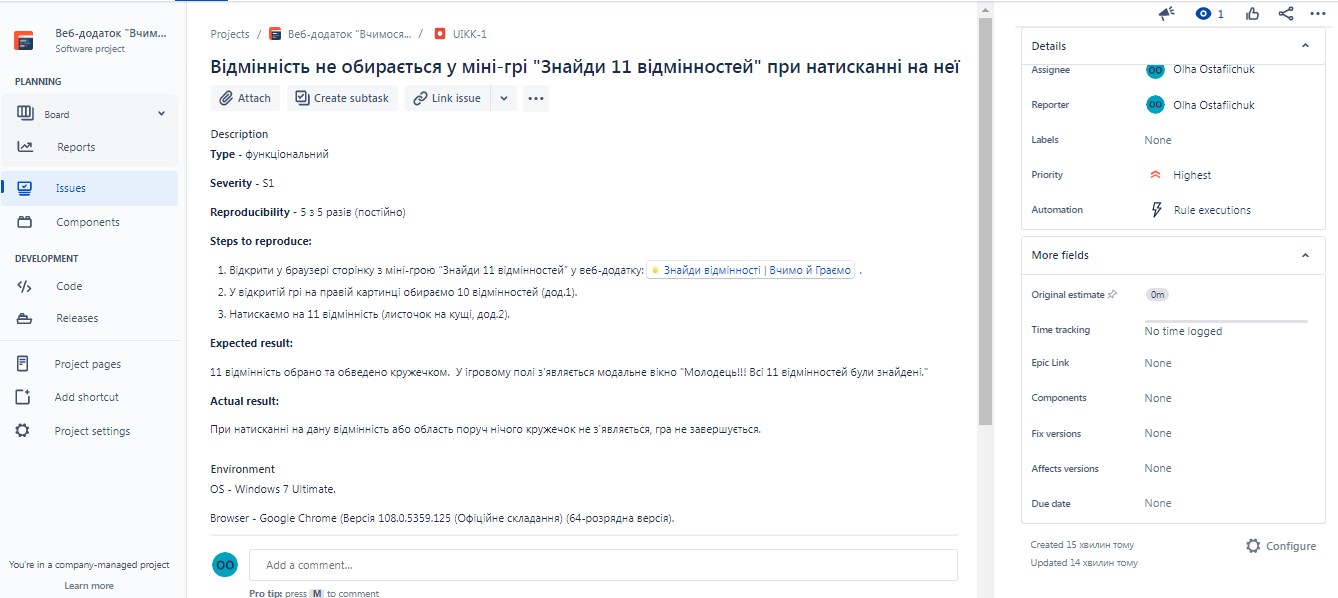 Веб-додаток "Вчим...
Software project
PLANNING
Board
Reports
Issues
Components
DEVELOPMENT
Code
Releases
Project pages
Add shortcut
Project settings
You're in a company-managed project
Learn more
Projects / Веб-додаток "Вчимося... / UIKK-1
Відмінність не обирається у міні-грі "Знайди 11 відмінностей" при натисканні на неї
Attach Create subtask Link issue
Description
Type - функціональний
Severity - S1
Reproducibility - 5 з 5 разів (постійно)
Steps to reproduce:
1. Відкрити у браузері сторінку з міні-грою "Знайди 11 відмінностей" у веб-додатку: Знайди відмінності | Вчимо й Граємо .
2. У відкритій грі на правій картинці обираємо 10 відмінностей (дод.1).
3. Натискаємо на 11 відмінність (листочок на кущі, дод.2).
Expected result:
11 відмінність обрано та обведено кружечком. У ігровому полі з'являється модальне вікно "Молодець!!! Всі 11 відмінностей були знайдені."
Actual result:
При натисканні на дану відмінність або область поруч нічого кружечок не з'являється, гра не завершується.
Environment
OS - Windows 7 Ultimate.
Browser - Google Chrome (Версія 108.0.5359.125 (Офіційне складання) (64-розрядна версія).
OO Add a comment...
Pro tip: press M to comment
1
Details
Assignee OO Olha Ostafiichuk
Reporter OO Olha Ostafiichuk
Labels None
Priority Highest
Automation Rule executions
More fields
Original estimate 0m
Time tracking No time logged
Epic Link None
Components None
Fix versions None
Affects versions None
Due date None
Created 15 хвилин тому
Updated 14 хвилин тому
Configure